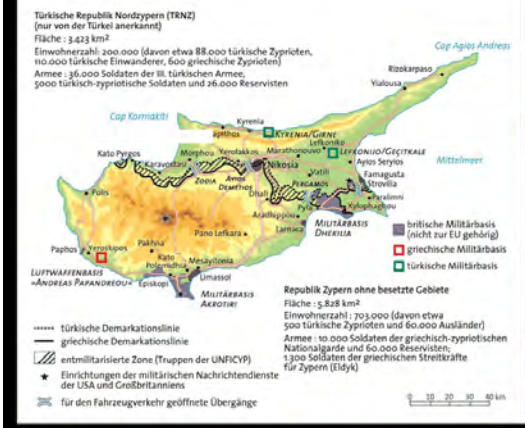 Türkische Republik Nordzypern (TRNZ)
(nur von der Türkei anerkannt)
Fläche : 3.423 km²
Einwohnerzahl: 200.000 (davon etwa 88.000 türkische Zyprioten,
110.000 türkische Einwanderer, 600 griechische Zyprioten)
Armee : 36.000 Soldaten der III. türkischen Armee,
5000 türkisch-zypriotische Soldaten und 26.000 Reservisten
Cap Agios Andreas
Rizokarpaso
Yialousa
Cap Kormakiti
Kyrenia
Lapithos
KYRENIA/GIRNE
Lefkoniko
LEFKONIJO/GEÇITKALE
Mittelmeer
Kato Pyrgos
Morphou
Yerolakkos
Marathonouvo
Karavostasi
Nikosia
Ayios Seryios
Vatili
Famagusta
ZODIA
AYIOS
DEMETHOS
PERGAMOS
Strovilia
Dhali
Polis
Pyla
Paralimni
Xylophaghou
Aradheippou
MILITÄRBASIS
DHEKILIA
Larnaca
Pano Lefkara
Pakhna
Paphos
Yeroskipos
Kato
Polemidhia
Mesayitonia
Limassol
LUFTWAFFENBASIS
»ANDREAS PAPANDREOU«
Episkopi
MILITÄRBASIS
AKROTIRI
britische Militärbasis
(nicht zur EU gehörig)
griechische Militärbasis
türkische Militärbasis
Republik Zypern ohne besetzte Gebiete
Fläche : 5.828 km²
Einwohnerzahl : 703.000 (davon etwa
500 türkische Zyprioten und 60.000 Ausländer)
Armee : 10.000 Soldaten der griechisch-zypriotischen
Nationalgarde und 60.000 Reservisten;
1.300 Soldaten der griechischen Streitkräfte
für Zypern (Eldyk)
türkische Demarkationslinie
griechische Demarkationslinie
entmilitarisierte Zone (Truppen der UNFICYP)
Einrichtungen der militärischen Nachrichtendienste
der USA und Großbritanniens
für den Fahrzeugverkehr geöffnete Übergänge
0 10 20 30 40 km